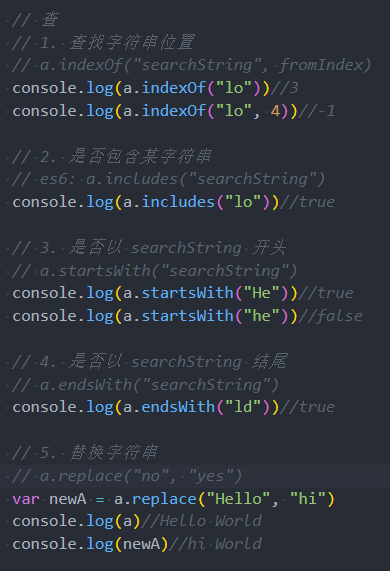 // 查
// 1. 查找字符串位置
// a.indexOf("searchString", fromIndex)
console.log(a.indexOf("lo"))//3
console.log(a.indexOf("lo", 4))//-1
// 2. 是否包含某字符串
// es6: a.includes("searchString")
console.log(a.includes("lo"))//true
// 3. 是否以 searchString 开头
// a.startsWith("searchString")
console.log(a.startsWith("He"))//true
console.log(a.startsWith("he"))//false
// 4. 是否以 searchString 结尾
// a.endsWith("searchString")
console.log(a.endsWith("ld"))//true
// 5. 替换字符串
// a.replace("no", "yes")
var newA = a.replace("Hello", "hi")
console.log(a)//Hello World
console.log(newA)//hi World